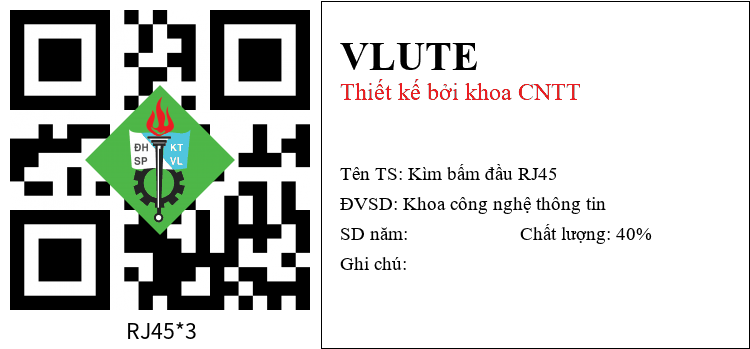 ĐH KT
SP VL
RJ45*3
VLUTE
Thiết kế bởi khoa CNTT
Tên TS: Kìm bấm đầu RJ45
ĐVSD: Khoa công nghệ thông tin
SD năm: Chất lượng: 40%
Ghi chú: